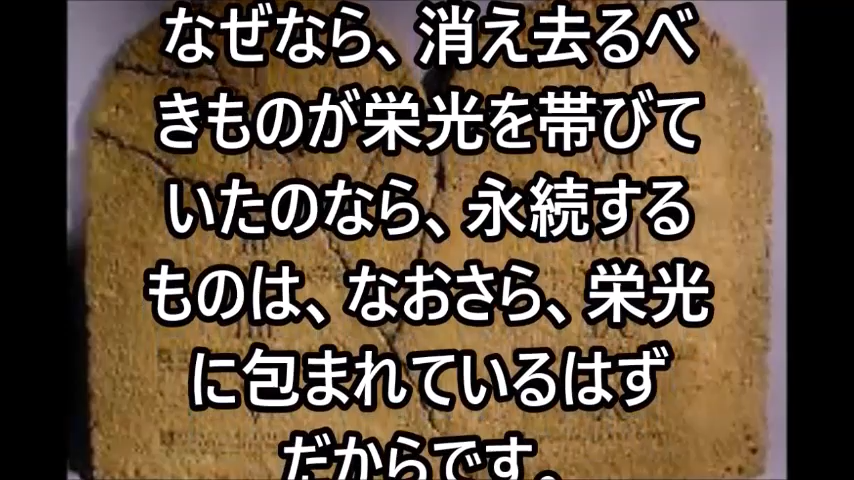 なぜなら、消え去るべ
きものが栄光を帯びて
いたのなら、永続する
ものは、なおさら、栄光
に包まれているはず
だからです。